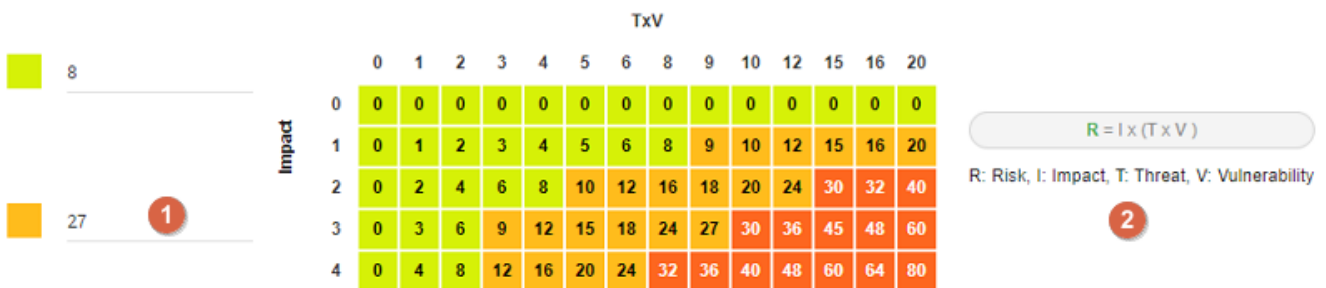 TxV
8
0 1 2 3 4 5 6 8 9 10 12 15 16 20
0 0 0 0 0 0 0 0 0 0 0 0 0 0 0
Impact
1 0 1 2 3 4 5 6 8 9 10 12 15 16 20
R = I x (T x V )
2 0 2 4 6 8 10 12 16 18 20 24 30 32 40
R: Risk, I: Impact, T: Threat, V: Vulnerability
27
1
3 0 3 6 9 12 15 18 24 27 30 36 45 48 60
2
4 0 4 8 12 16 20 24 32 36 40 48 60 64 80